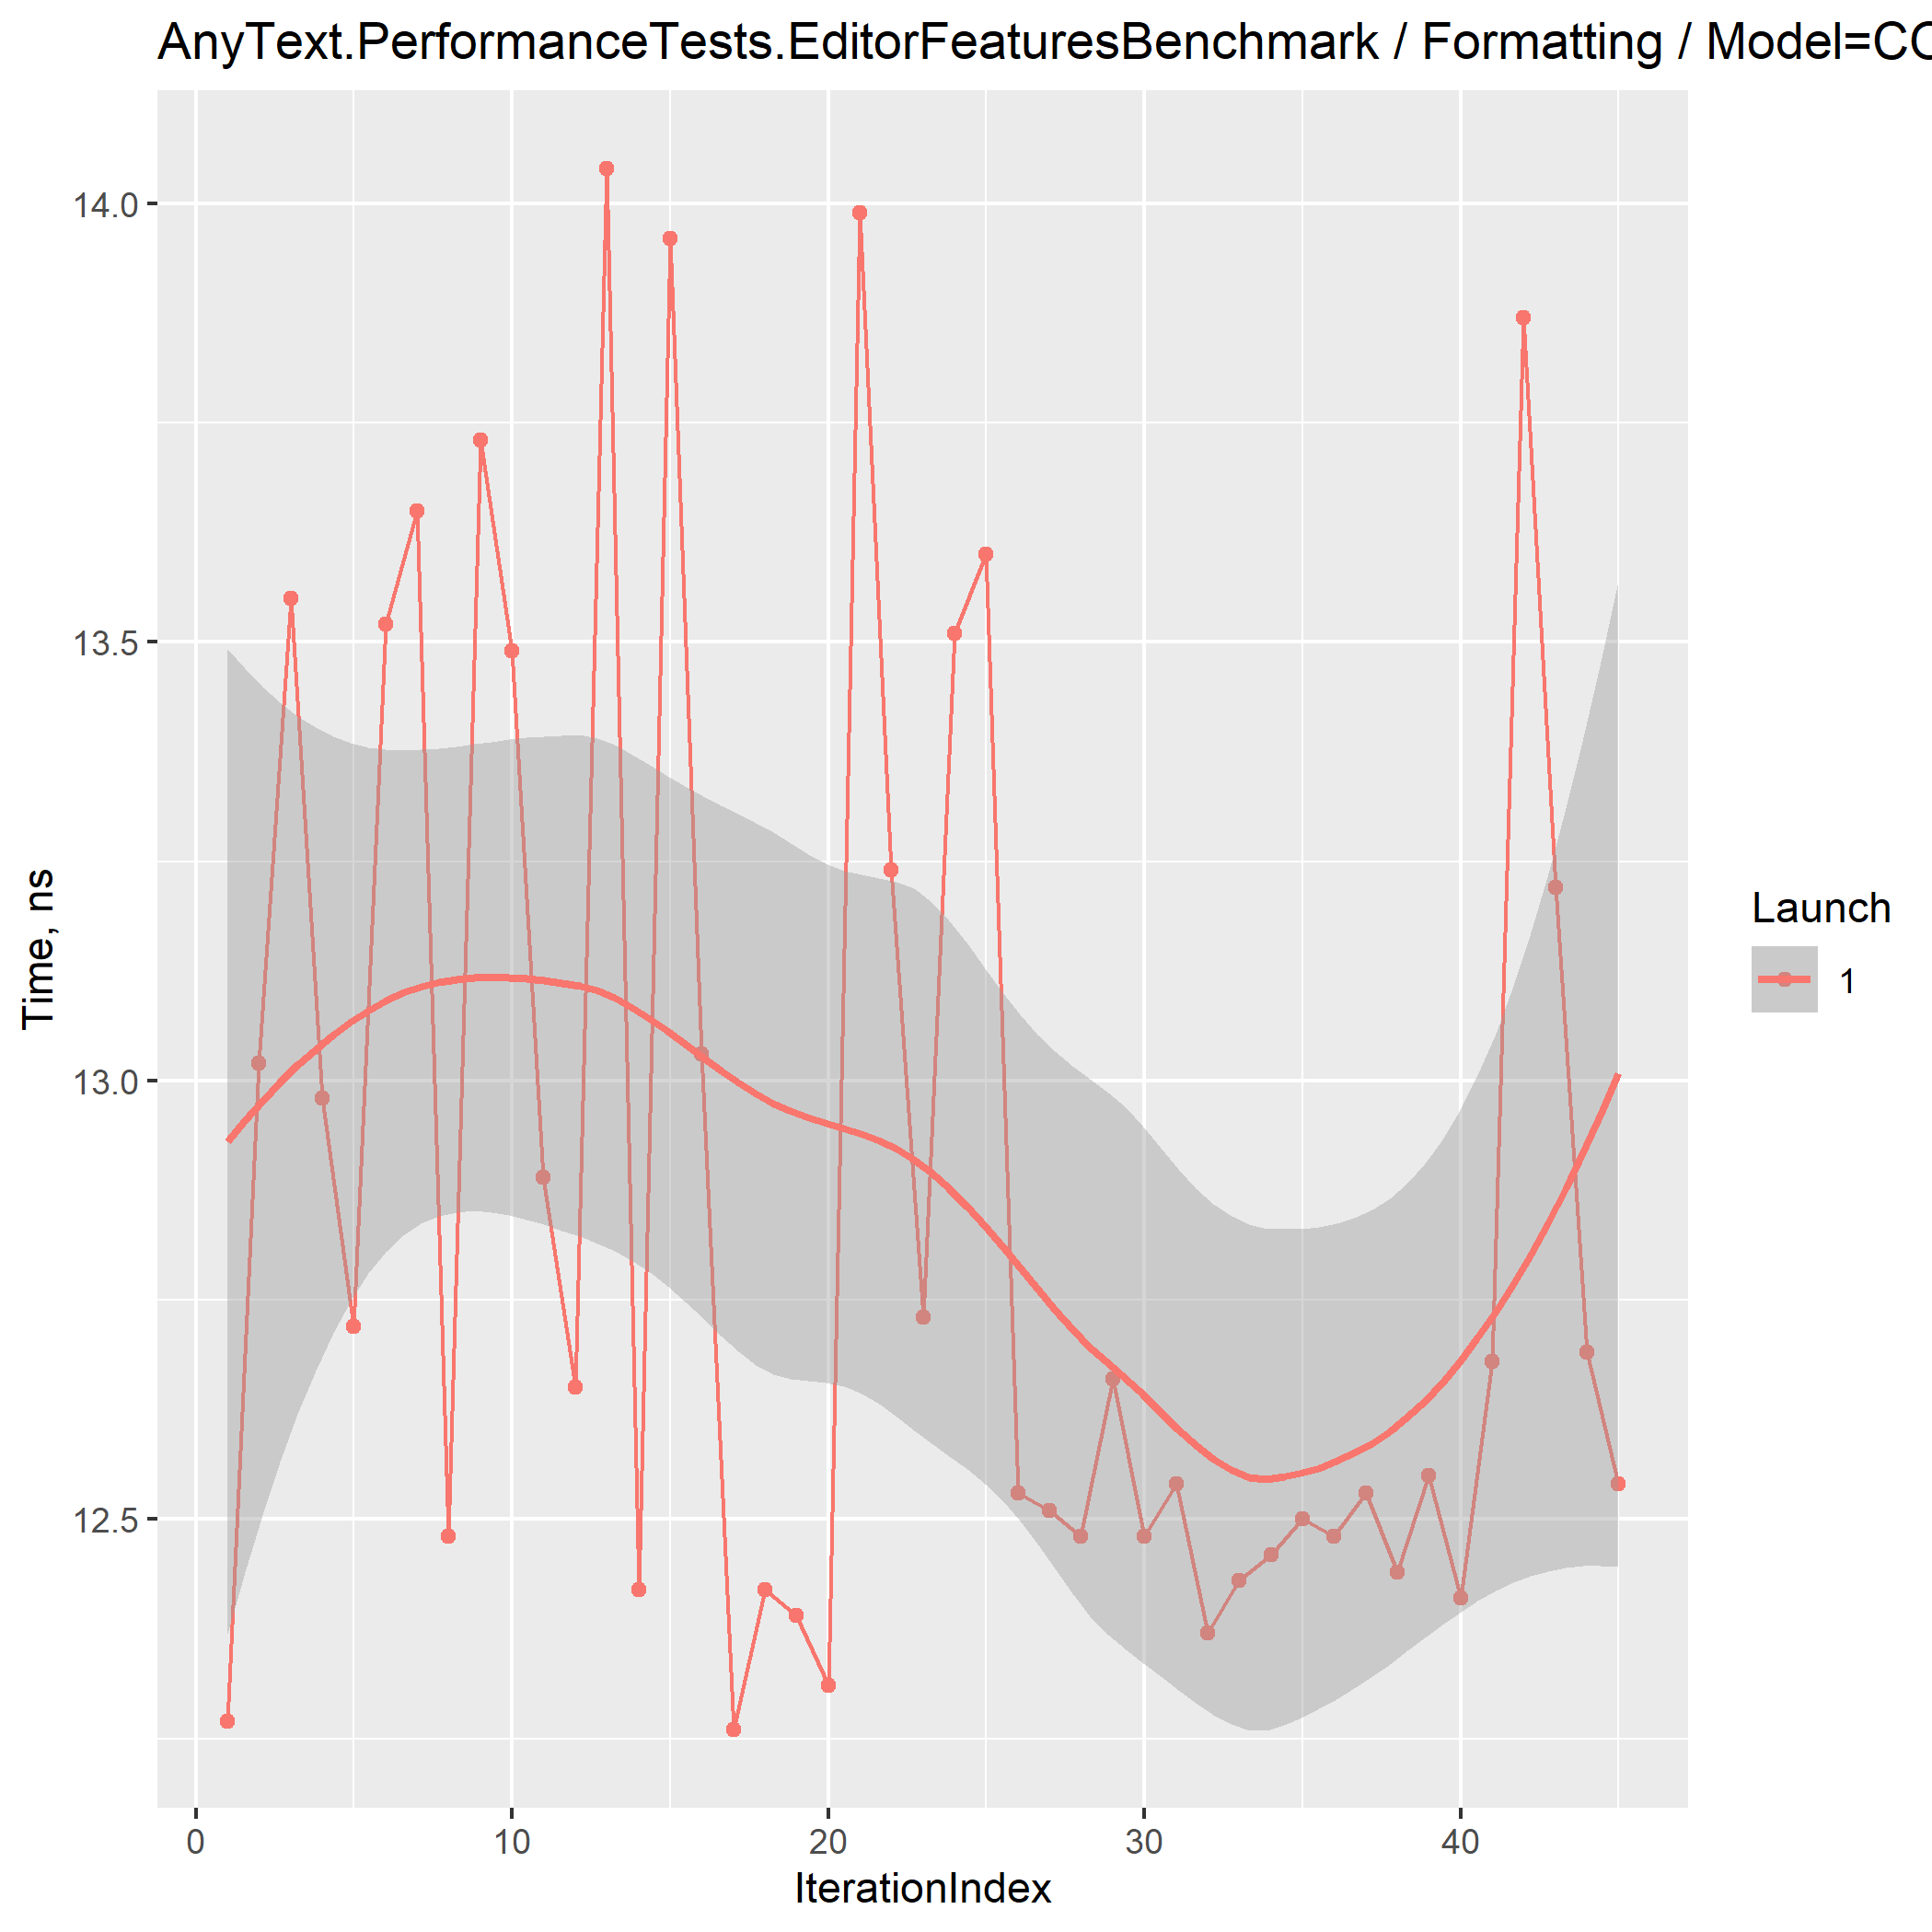 AnyText.PerformanceTests.EditorFeaturesBenchmark / Formatting / Model=CC
14.0
13.5
13.0
12.5
Time, ns
0 10 20 30 40
IterationIndex
Launch
1